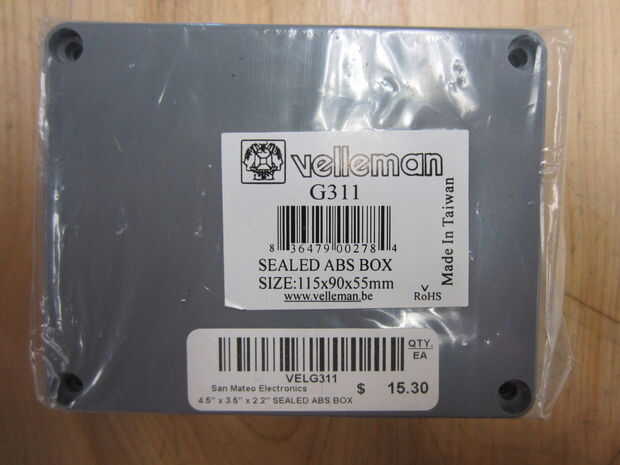 velleman
G311
8 36479 00278 4
SEALED ABS BOX
SIZE:115x90x55mm
www.velleman.be
Made In Taiwan
RoHS
QTY.
EA
VELG311
San Mateo Electronics
$ 15.30
4.5" x 3.5" x 2.2" SEALED ABS BOX